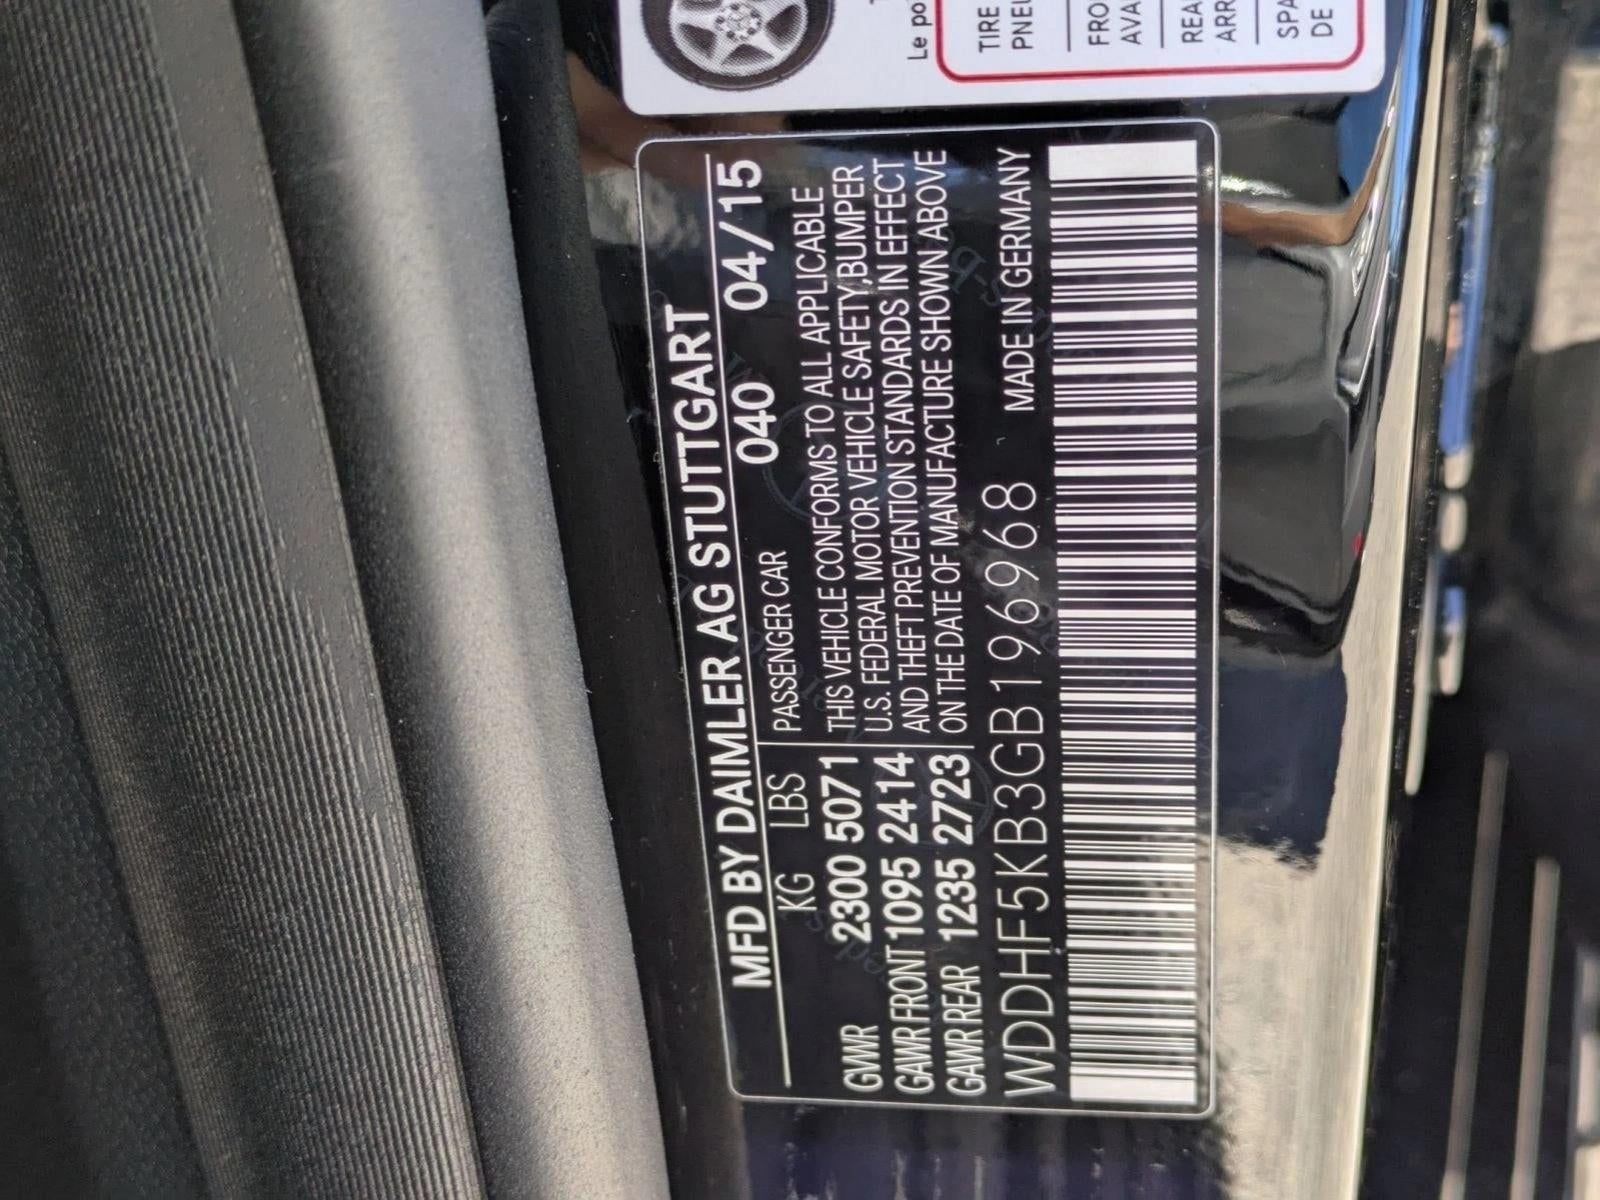 Le po
TIRE
PNEU
FRO
AVA
REA
ARR
SPA
DE
MFD BY DAIMLER AG STUTTGART
KG LBS 040 04/15
PASSENGER CAR
GVWR 2300 5071
GAWR FRONT 1095 2414
GAWR REAR 1235 2723
THIS VEHICLE CONFORMS TO ALL APPLICABLE
U.S. FEDERAL MOTOR VEHICLE SAFETY,BUMPER
AND THEFT PREVENTION STANDARDS IN EFFECT
ON THE DATE OF MANUFACTURE SHOWN ABOVE
WDDHF5KB3GB196968 MADE IN GERMANY